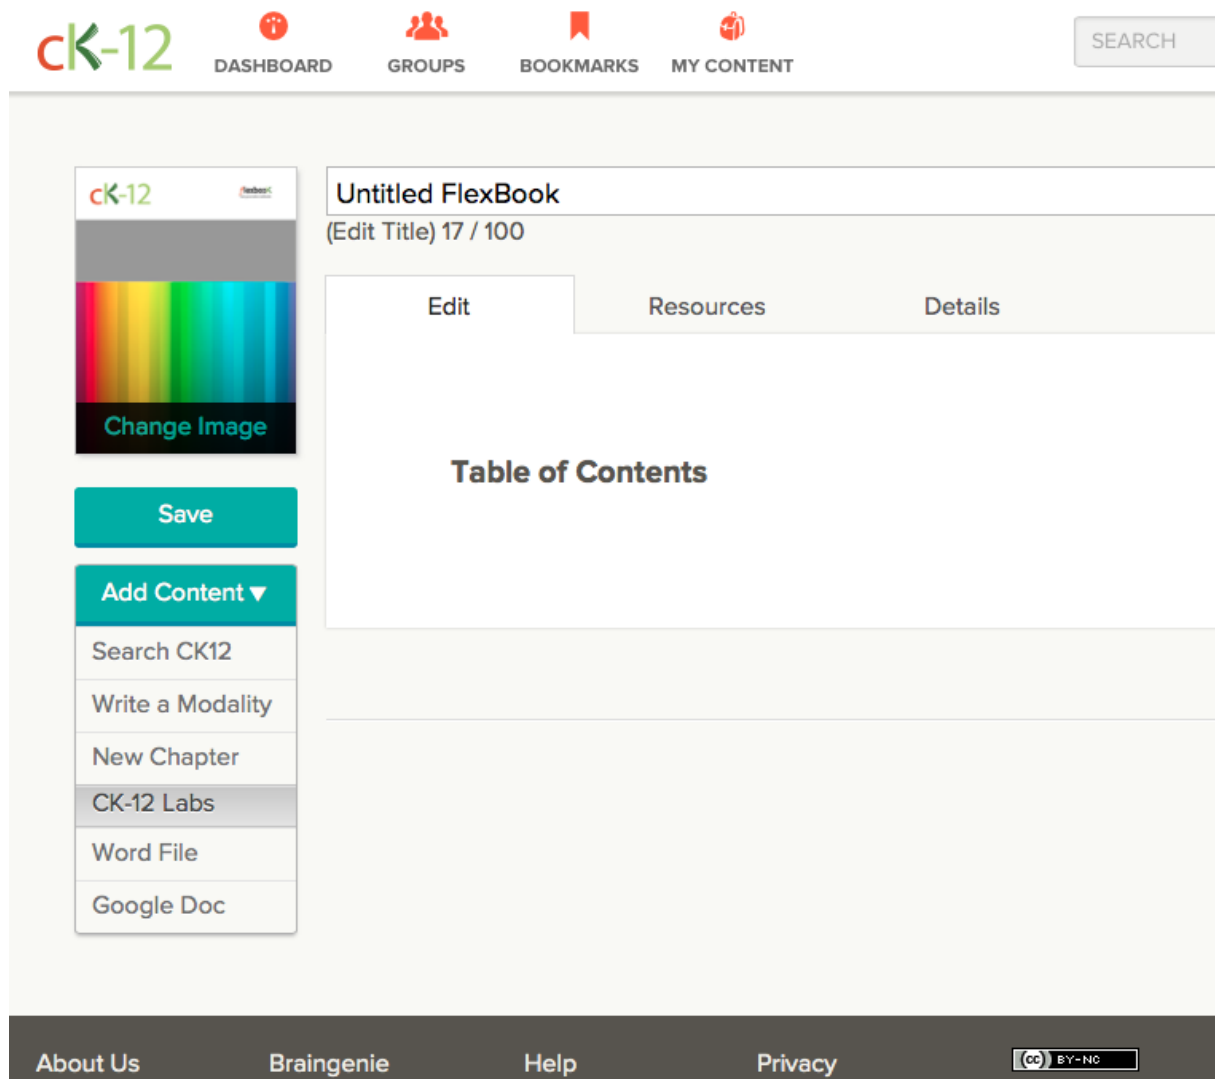 cK-12
DASHBOARD GROUPS BOOKMARKS MY CONTENT SEARCH
cK-12 flexbook
Untitled FlexBook
(Edit Title) 17 / 100
Edit Resources Details
Change Image
Table of Contents
Save
Add Content
Search CK12
Write a Modality
New Chapter
CK-12 Labs
Word File
Google Doc
About Us Braingenie Help Privacy (cc) BY-NC